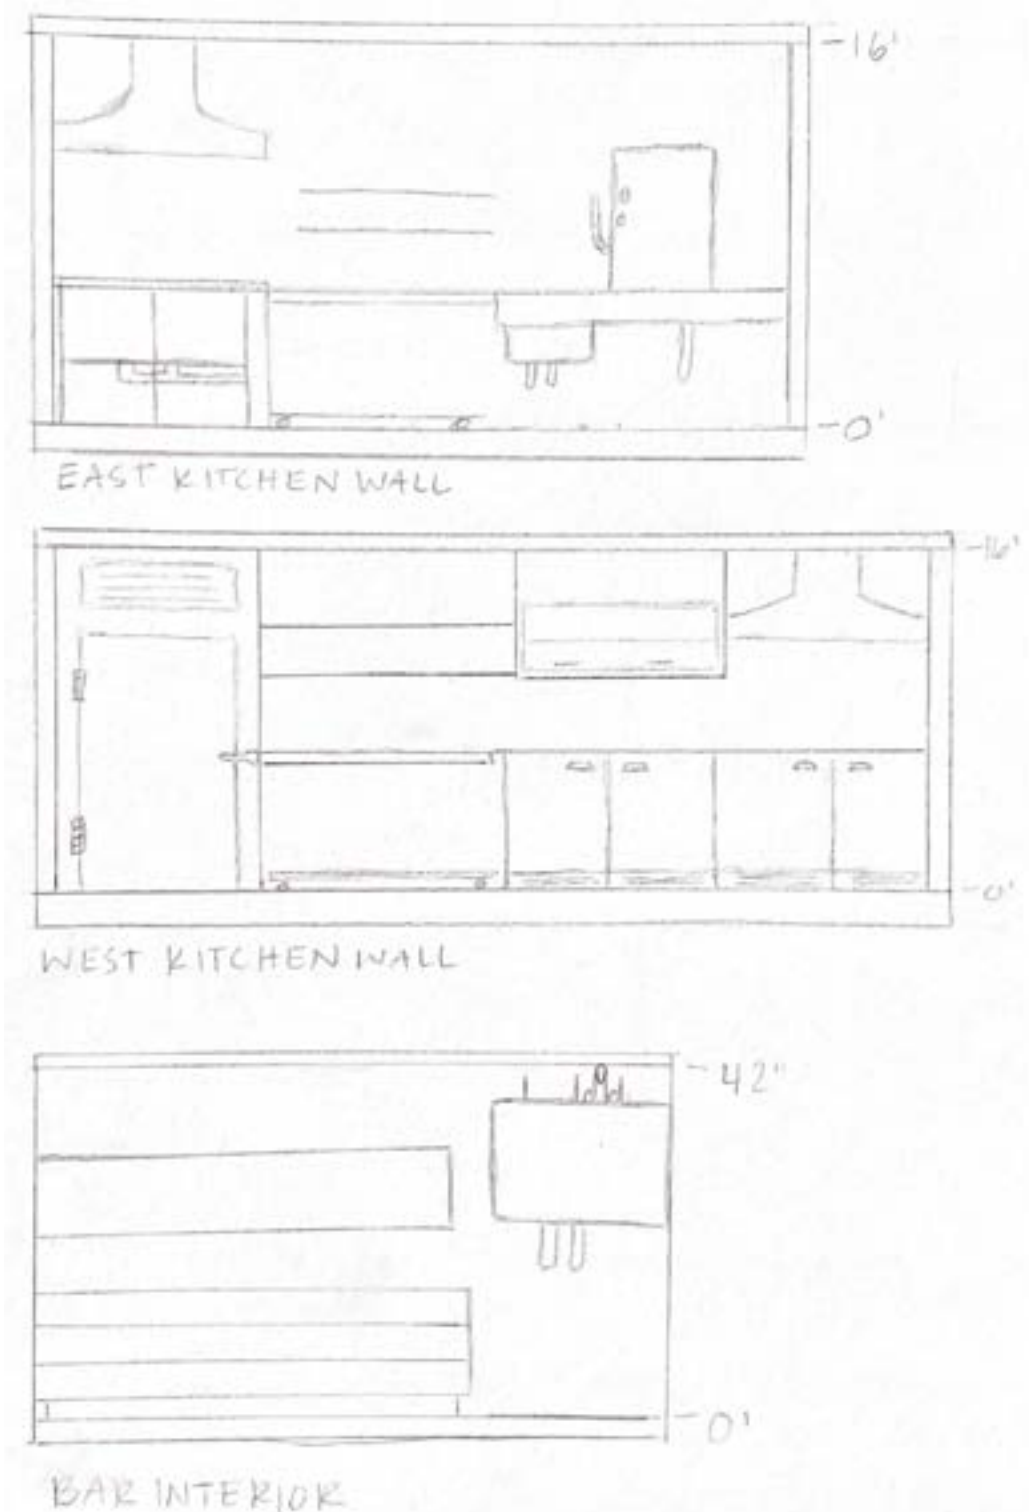 -16'
-0'
EAST KITCHEN WALL
-16'
-0'
WEST KITCHEN WALL
-42"
-0'
BAR INTERIOR